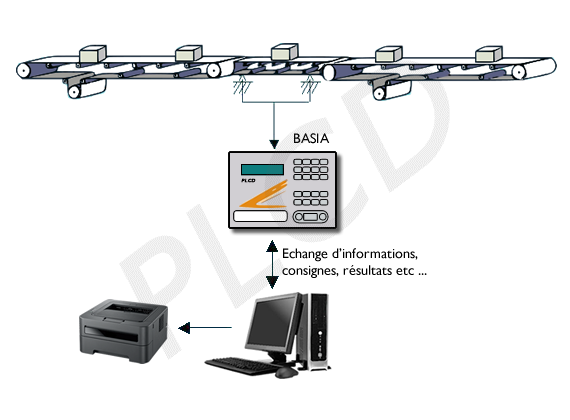 BASIA
PLCD
Echange d'informations,
consignes, résultats etc ...
PLCD